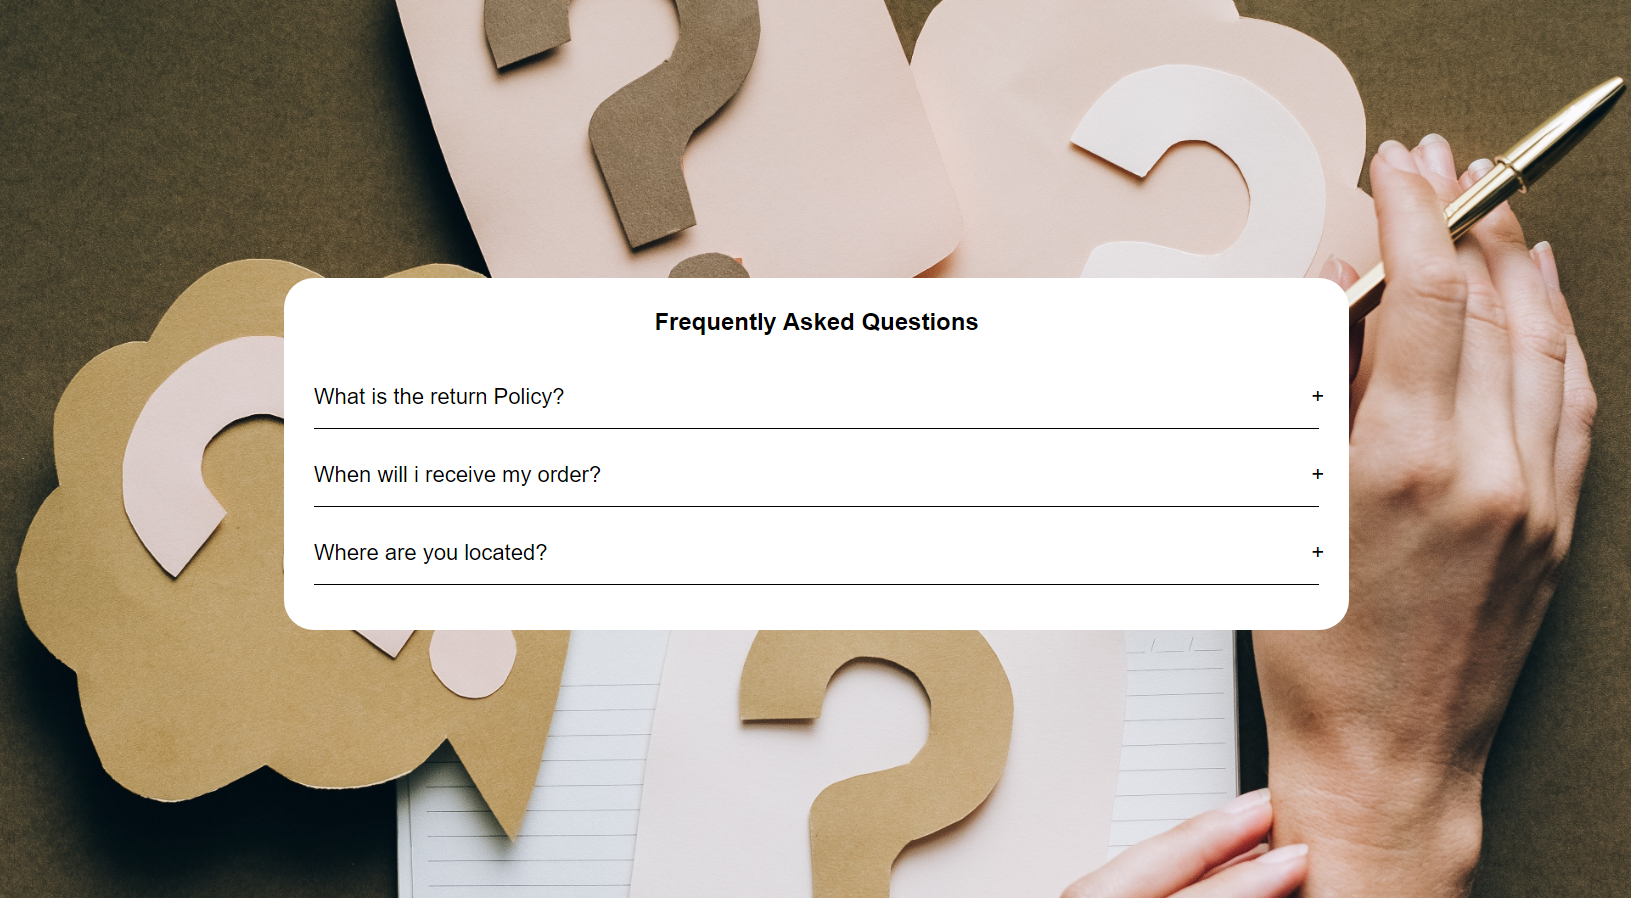 Frequently Asked Questions
What is the return Policy? +
When will i receive my order? +
Where are you located? +